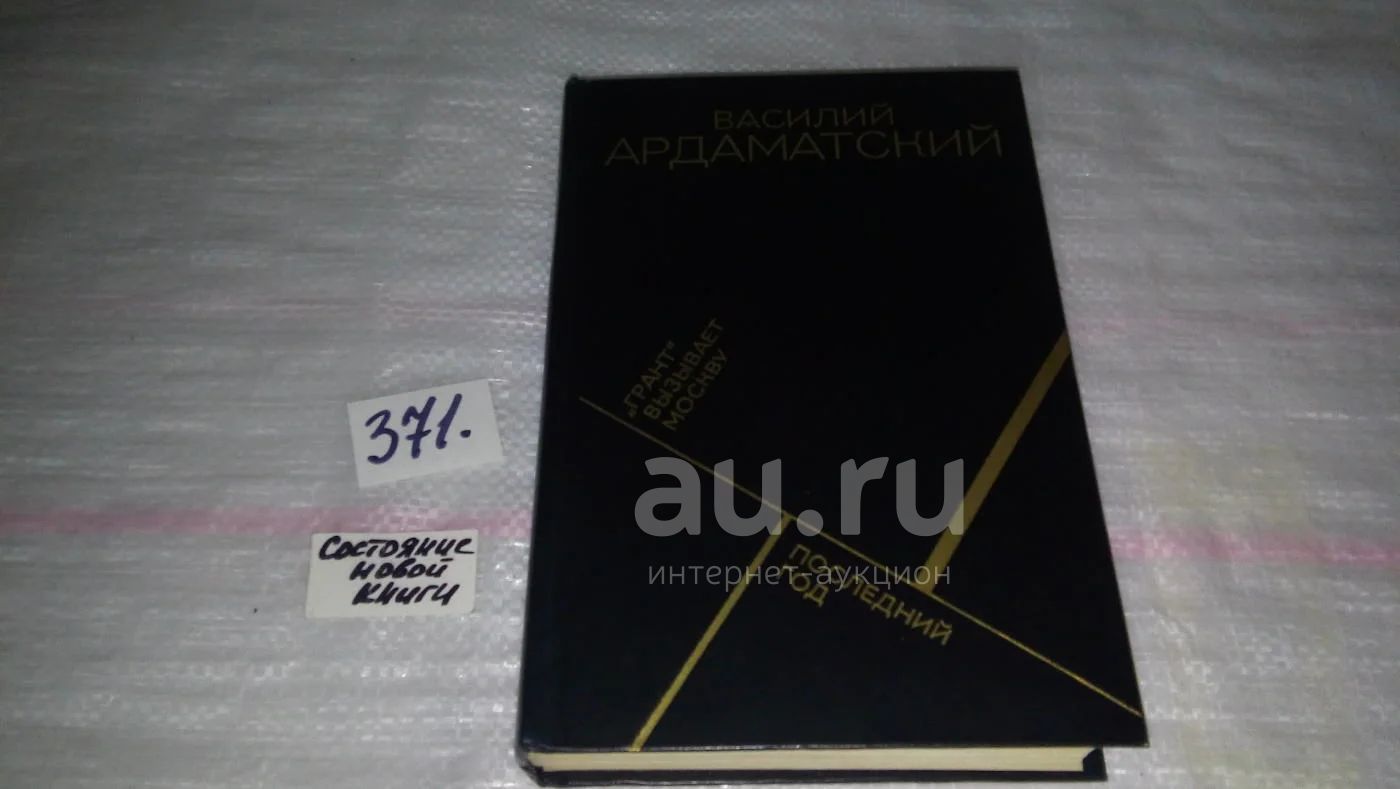 ВАСИЛИЙ
АРДАМАТСКИЙ
„ГРАНТ“
ВЫЗЫВАЕТ
МОСКВУ
371.
au.ru
интернет-аукцион
Состояние
новой
книги
ПОСЛЕДНИЙ
ГОД